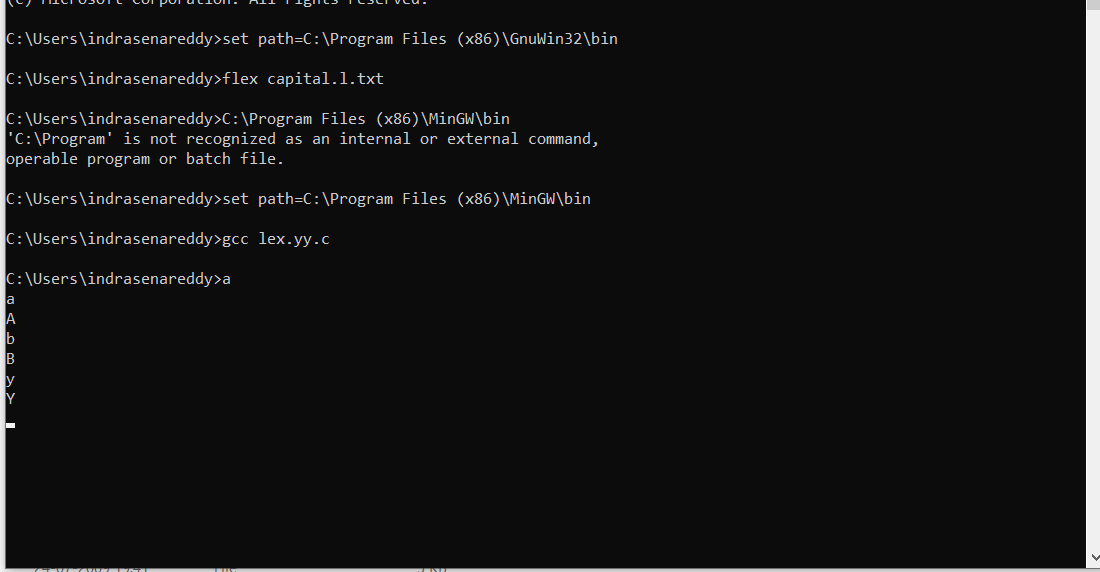 (c) Microsoft Corporation. All rights reserved.
C:\Users\indrasenareddy>set path=C:\Program Files (x86)\GnuWin32\bin
C:\Users\indrasenareddy>flex capital.l.txt
C:\Users\indrasenareddy>C:\Program Files (x86)\MinGW\bin
'C:\Program' is not recognized as an internal or external command,
operable program or batch file.
C:\Users\indrasenareddy>set path=C:\Program Files (x86)\MinGW\bin
C:\Users\indrasenareddy>gcc lex.yy.c
C:\Users\indrasenareddy>a
a
A
b
B
y
Y